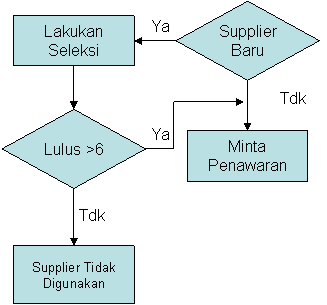 Lakukan
Seleksi
Ya
Supplier
Baru
Tdk
Lulus >6
Ya
Minta
Penawaran
Tdk
Supplier Tidak
Digunakan